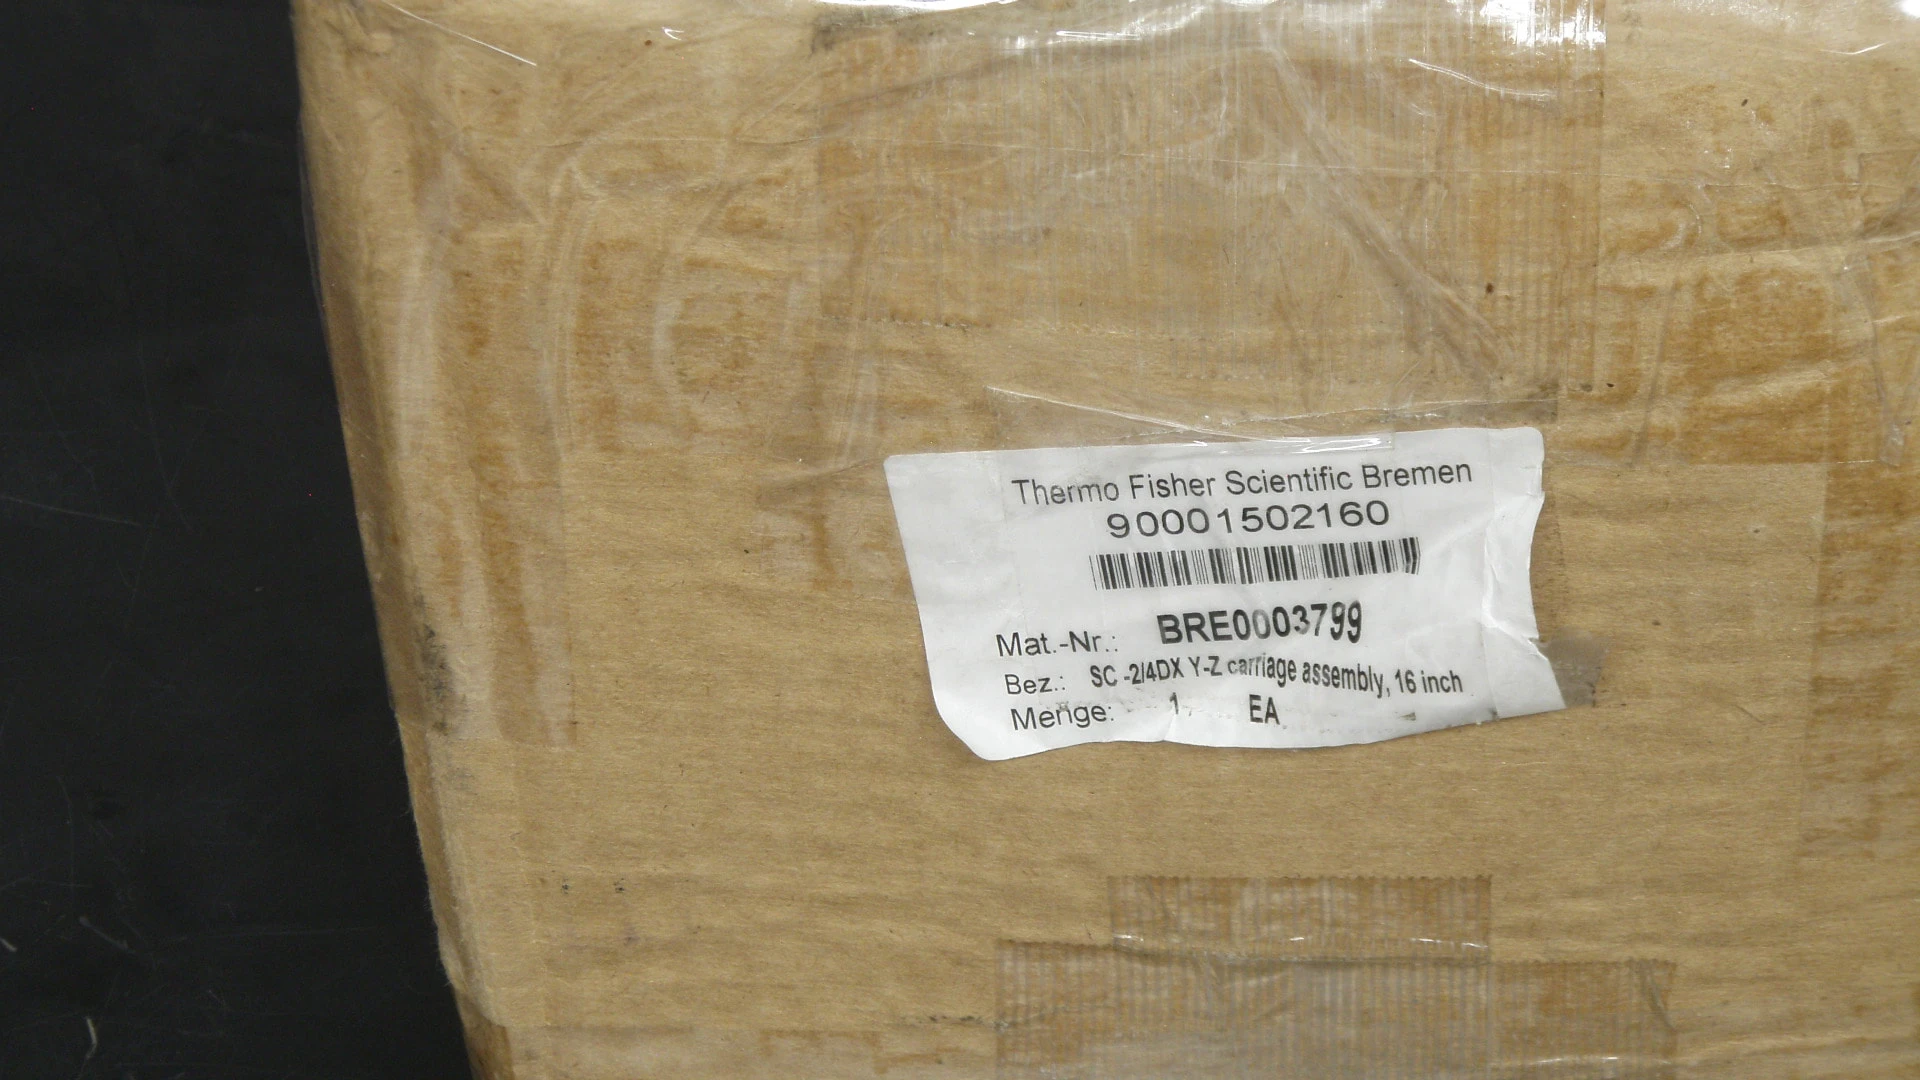 Thermo Fisher Scientific Bremen
90001502160
Mat.-Nr.: BRE0003799
Bez.: SC -2/4DX Y-Z carriage assembly, 16 inch
Menge: 1 EA